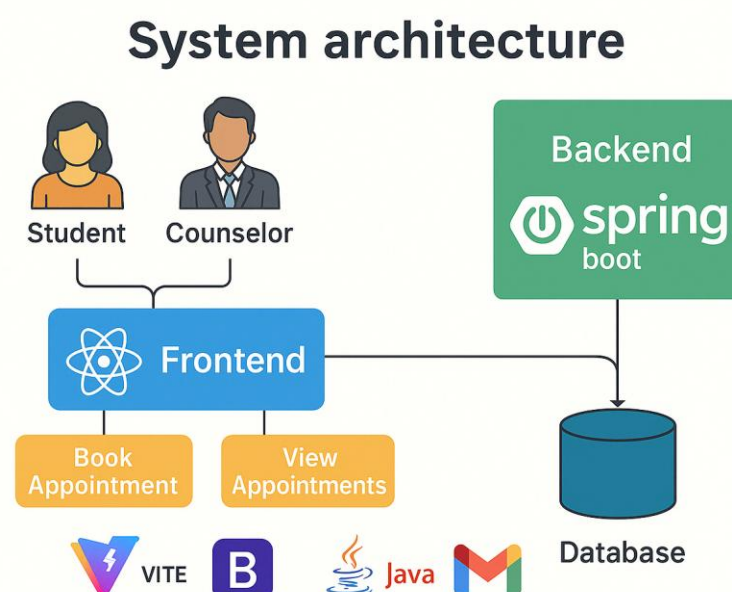 System architecture
Student
Counselor
Backend
spring
boot
Frontend
Book
Appointment
View
Appointments
Database
VITE
B
Java